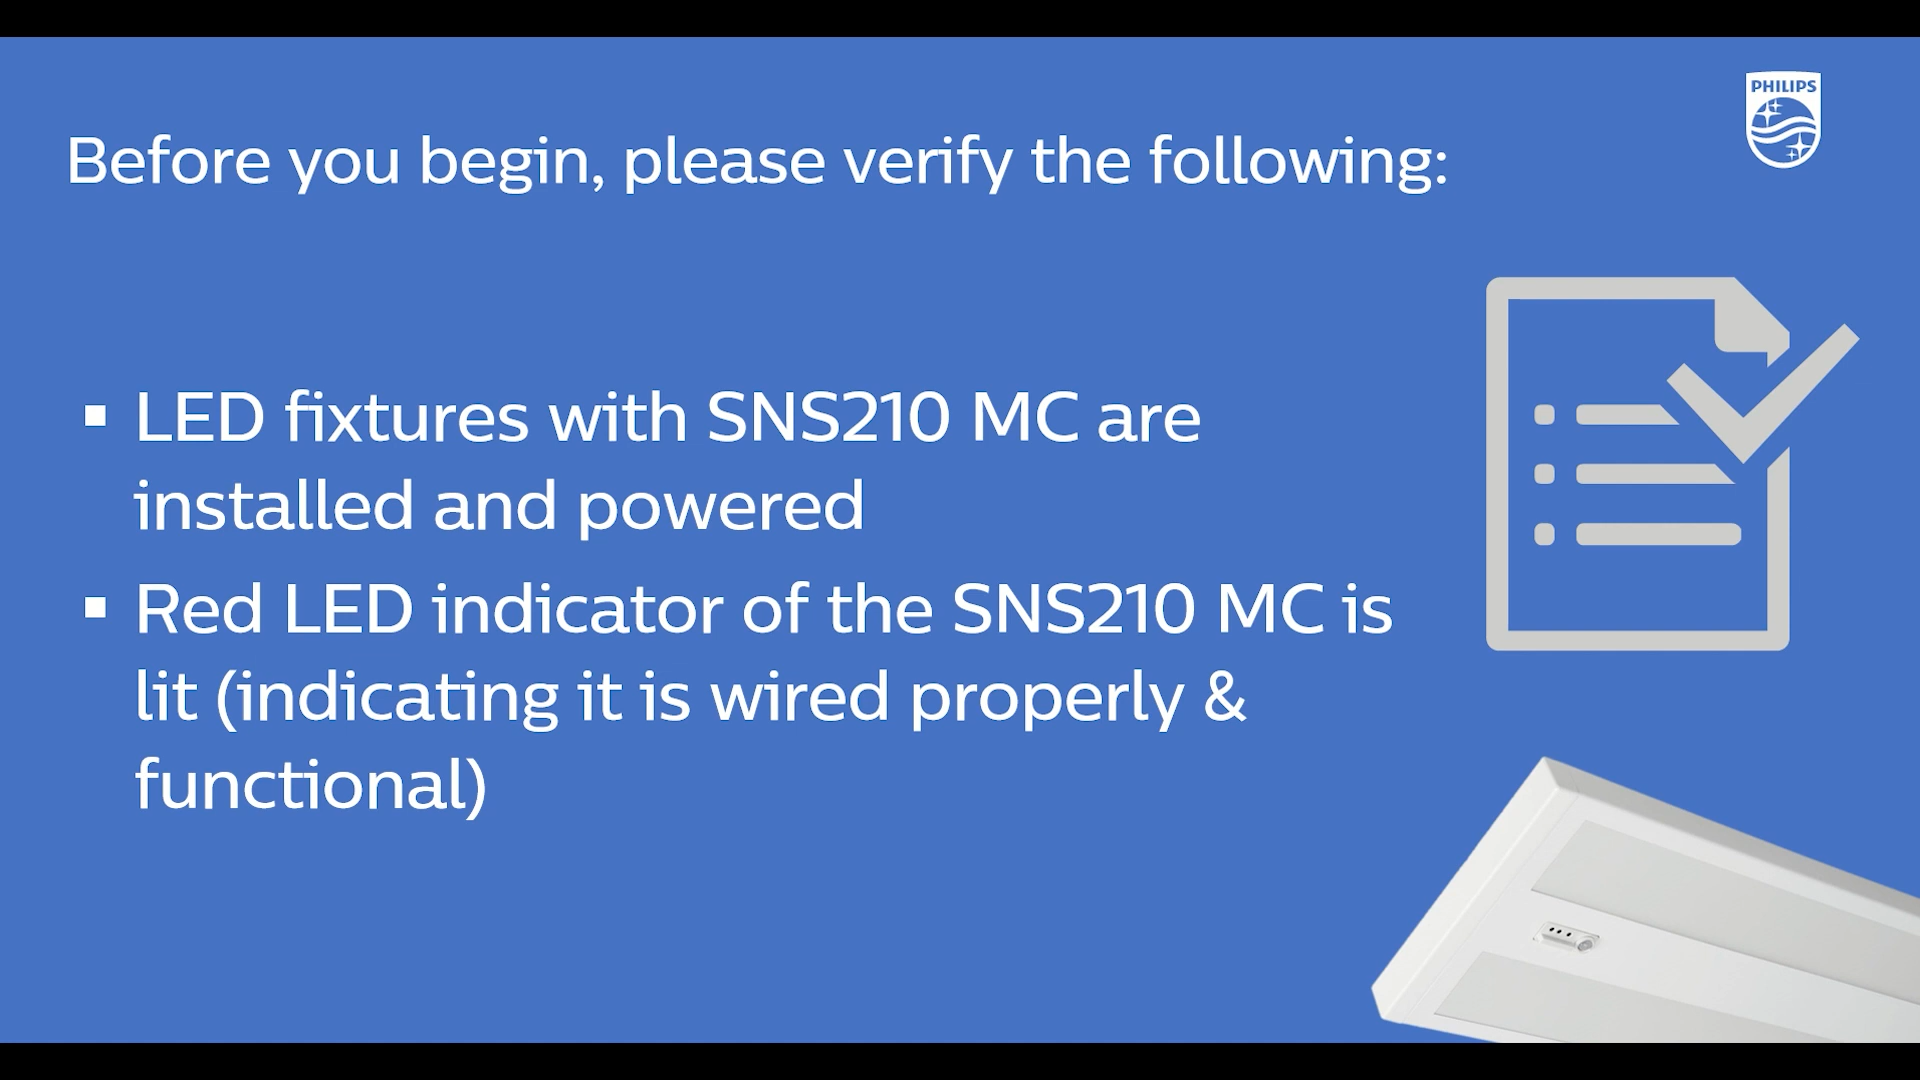 PHILIPS
Before you begin, please verify the following:
▪ LED fixtures with SNS210 MC are
installed and powered
▪ Red LED indicator of the SNS210 MC is
lit (indicating it is wired properly &
functional)